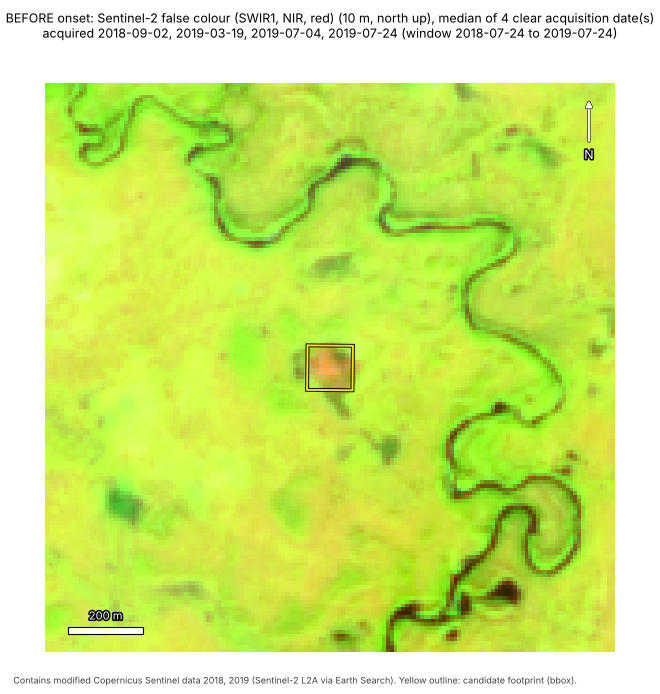 BEFORE onset: Sentinel-2 false colour (SWIR1, NIR, red) (10 m, north up), median of 4 clear acquisition date(s)
acquired 2018-09-02, 2019-03-19, 2019-07-04, 2019-07-24 (window 2018-07-24 to 2019-07-24)
N
200 m
Contains modified Copernicus Sentinel data 2018, 2019 (Sentinel-2 L2A via Earth Search). Yellow outline: candidate footprint (bbox).